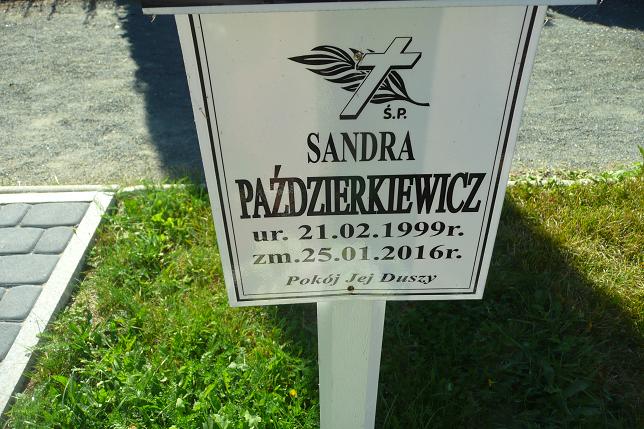 Ś.P.
SANDRA
PAŹDZIERKIEWICZ
ur. 21.02.1999r.
zm.25.01.2016r.
Pokój Jej Duszy